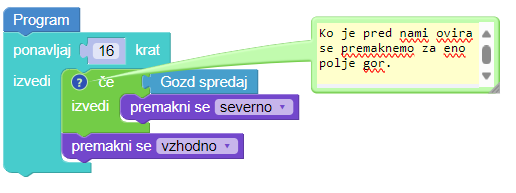 Program
ponavljaj 16 krat
izvedi ? če Gozd spredaj
izvedi premakni se severno
premakni se vzhodno
Ko je pred nami ovira
se premaknemo za eno
polje gor.